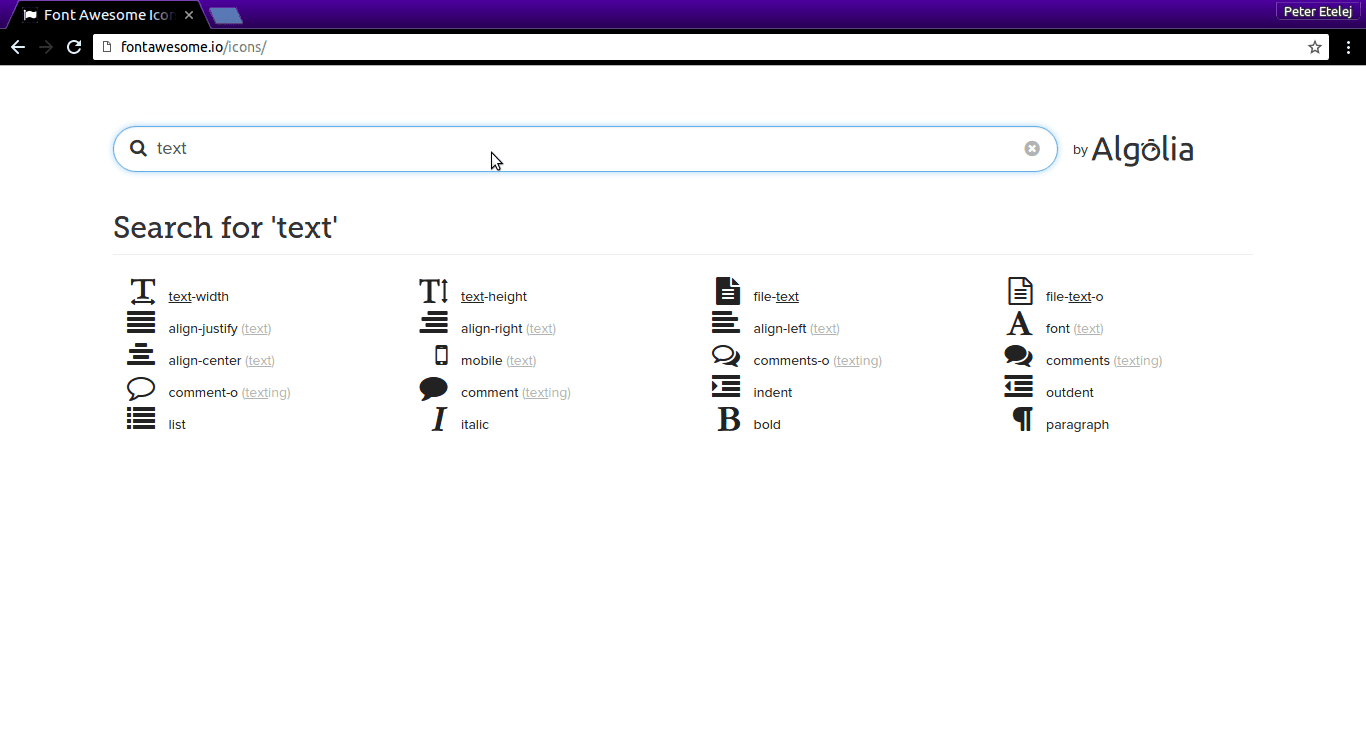 Font Awesome Icon
Peter Etelej
fontawesome.io/icons/
text
by Algolia
Search for 'text'
text-width text-height file-text file-text-o
align-justify (text) align-right (text) align-left (text) font (text)
align-center (text) mobile (text) comments-o (texting) comments (texting)
comment-o (texting) comment (texting) indent outdent
list italic bold paragraph